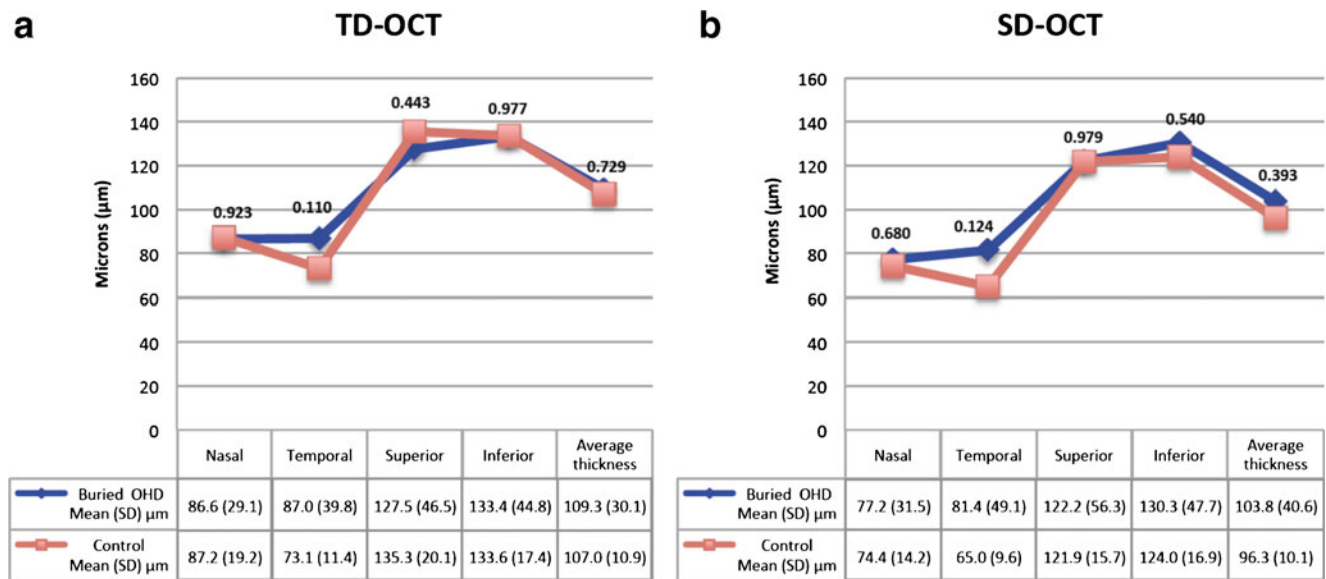 a
TD-OCT
160
140
120
100
80
60
40
20
0
Microns (µm)
0.923
0.110
0.443
0.977
0.729
Nasal Temporal Superior Inferior Average
thickness
Buried OHD
Mean (SD) µm
86.6 (29.1) 87.0 (39.8) 127.5 (46.5) 133.4 (44.8) 109.3 (30.1)
Control
Mean (SD) µm
87.2 (19.2) 73.1 (11.4) 135.3 (20.1) 133.6 (17.4) 107.0 (10.9)
b
SD-OCT
160
140
120
100
80
60
40
20
0
Microns (µm)
0.680
0.124
0.979
0.540
0.393
Nasal Temporal Superior Inferior Average
thickness
Buried OHD
Mean (SD) µm
77.2 (31.5) 81.4 (49.1) 122.2 (56.3) 130.3 (47.7) 103.8 (40.6)
Control
Mean (SD) µm
74.4 (14.2) 65.0 (9.6) 121.9 (15.7) 124.0 (16.9) 96.3 (10.1)